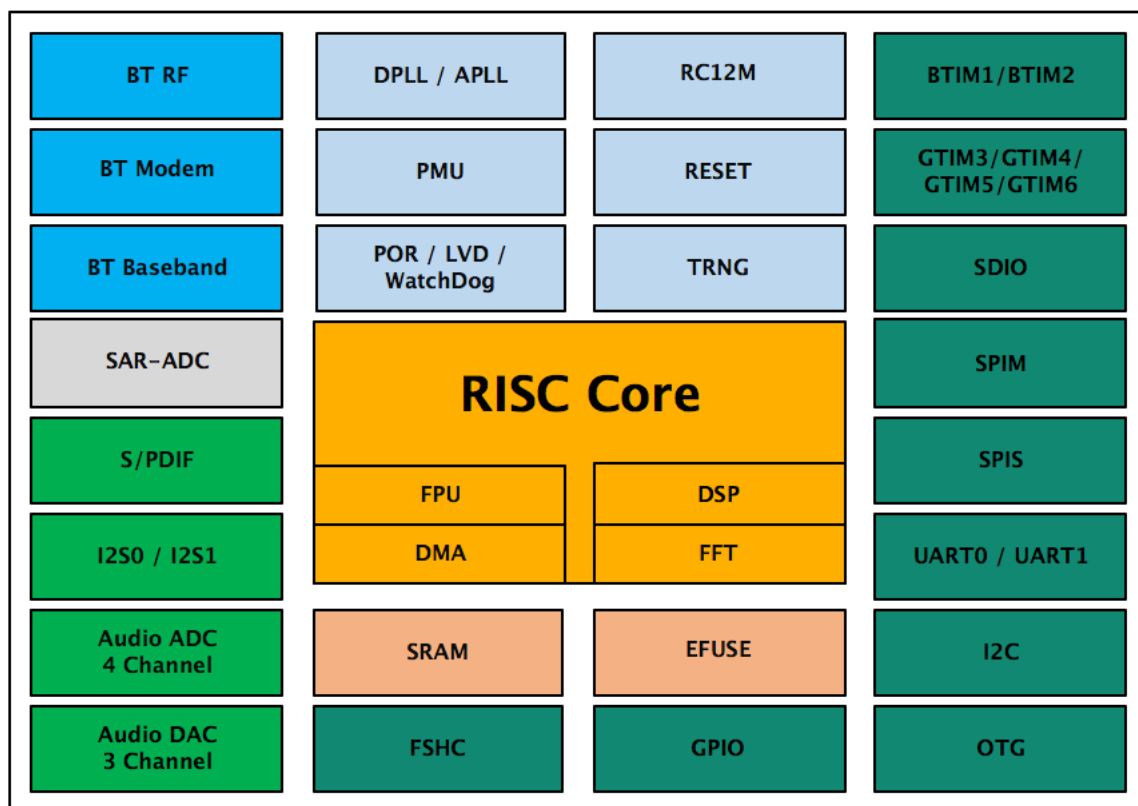 BT RF
DPLL / APLL
RC12M
BTIM1/BTIM2
BT Modem
PMU
RESET
GTIM3/GTIM4/
GTIM5/GTIM6
BT Baseband
POR / LVD /
WatchDog
TRNG
SDIO
SAR-ADC
RISC Core
SPIM
S/PDIF
FPU
DSP
SPIS
I2S0 / I2S1
DMA
FFT
UART0 / UART1
Audio ADC
4 Channel
SRAM
EFUSE
I2C
Audio DAC
3 Channel
FSHC
GPIO
OTG